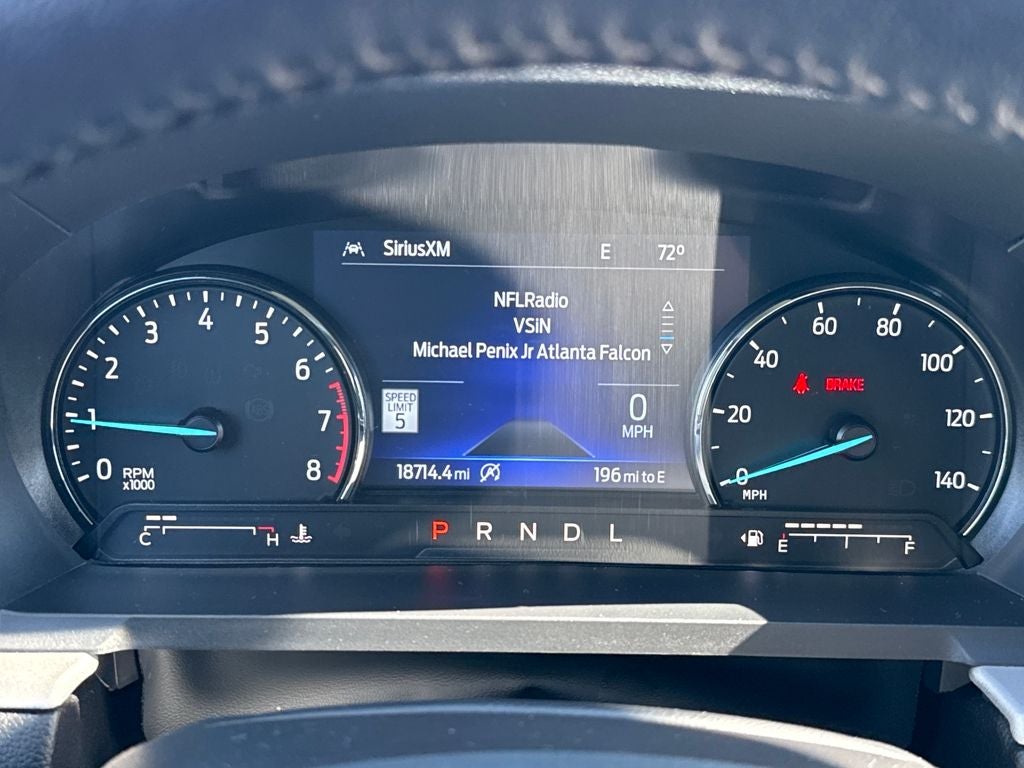 SiriusXM E 72º
NFLRadio
VSiN
Michael Penix Jr Atlanta Falcon
SPEED
LIMIT
5
0
MPH
18714.4 mi 196 mi to E
0 1 2 3 4 5 6 7 8
RPM
x1000
0 20 40 60 80 100 120 140
MPH
BRAKE
C H
P R N D L
E F